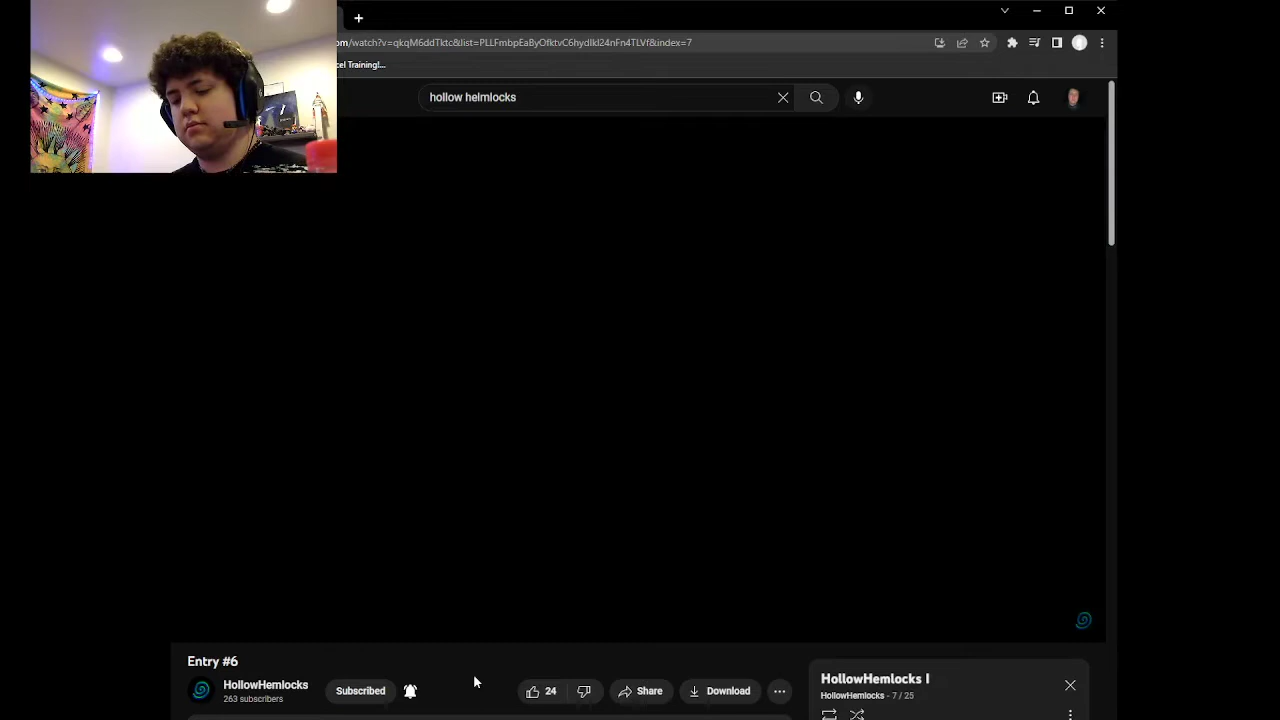 om/watch?v=qkqM6ddTktc&list=PLLFmbpEaByOfktvC6hydIkI24nFn4TLVf&index=7
cel Training!...
hollow helmlocks
Entry #6
HollowHemlocks
263 subscribers
Subscribed
24
Share
Download
HollowHemlocks I
HollowHemlocks - 7 / 25